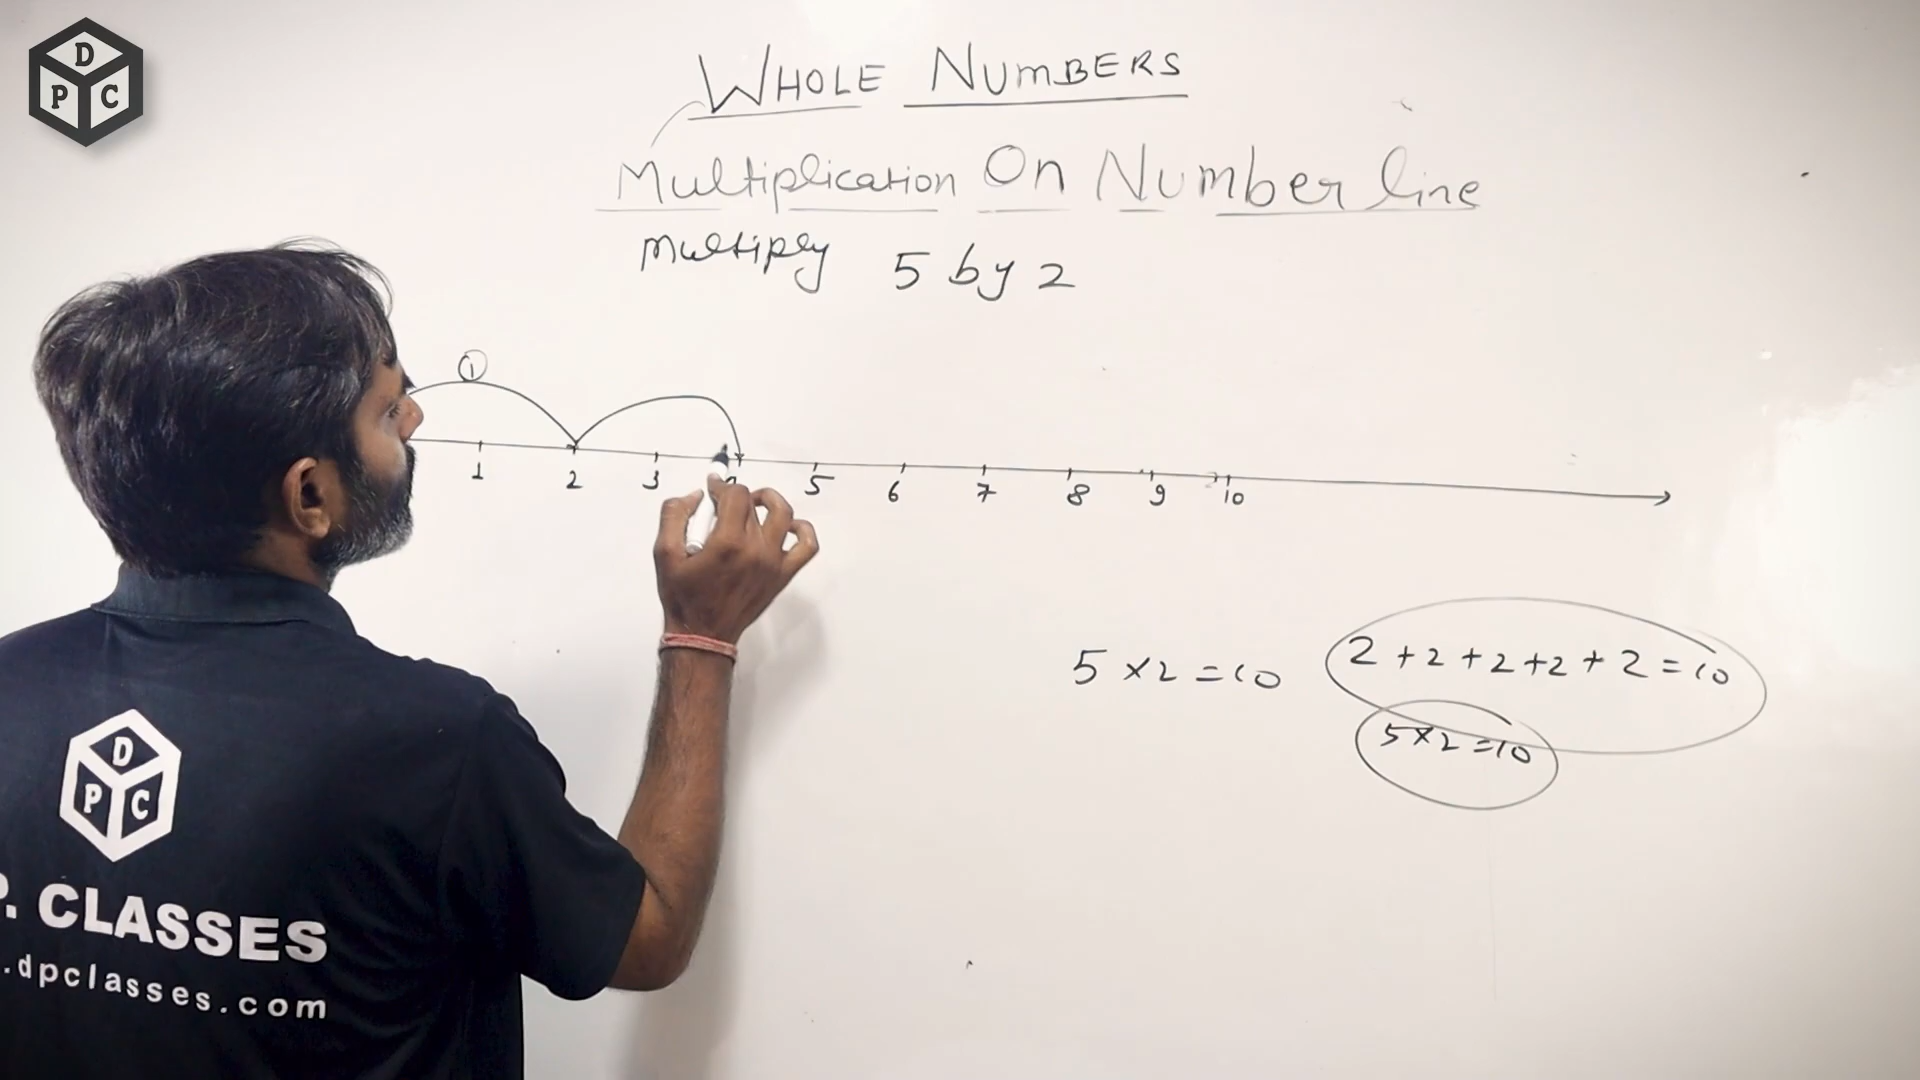 D
P C
WHOLE NUMBERS
Multiplication On Number line
Multiply 5 by 2
1
1 2 3 5 6 7 8 9 10
5 × 2 = 10
2 + 2 + 2 + 2 + 2 = 10
5 × 2 = 10
D
P C
P. CLASSES
.dpclasses.com